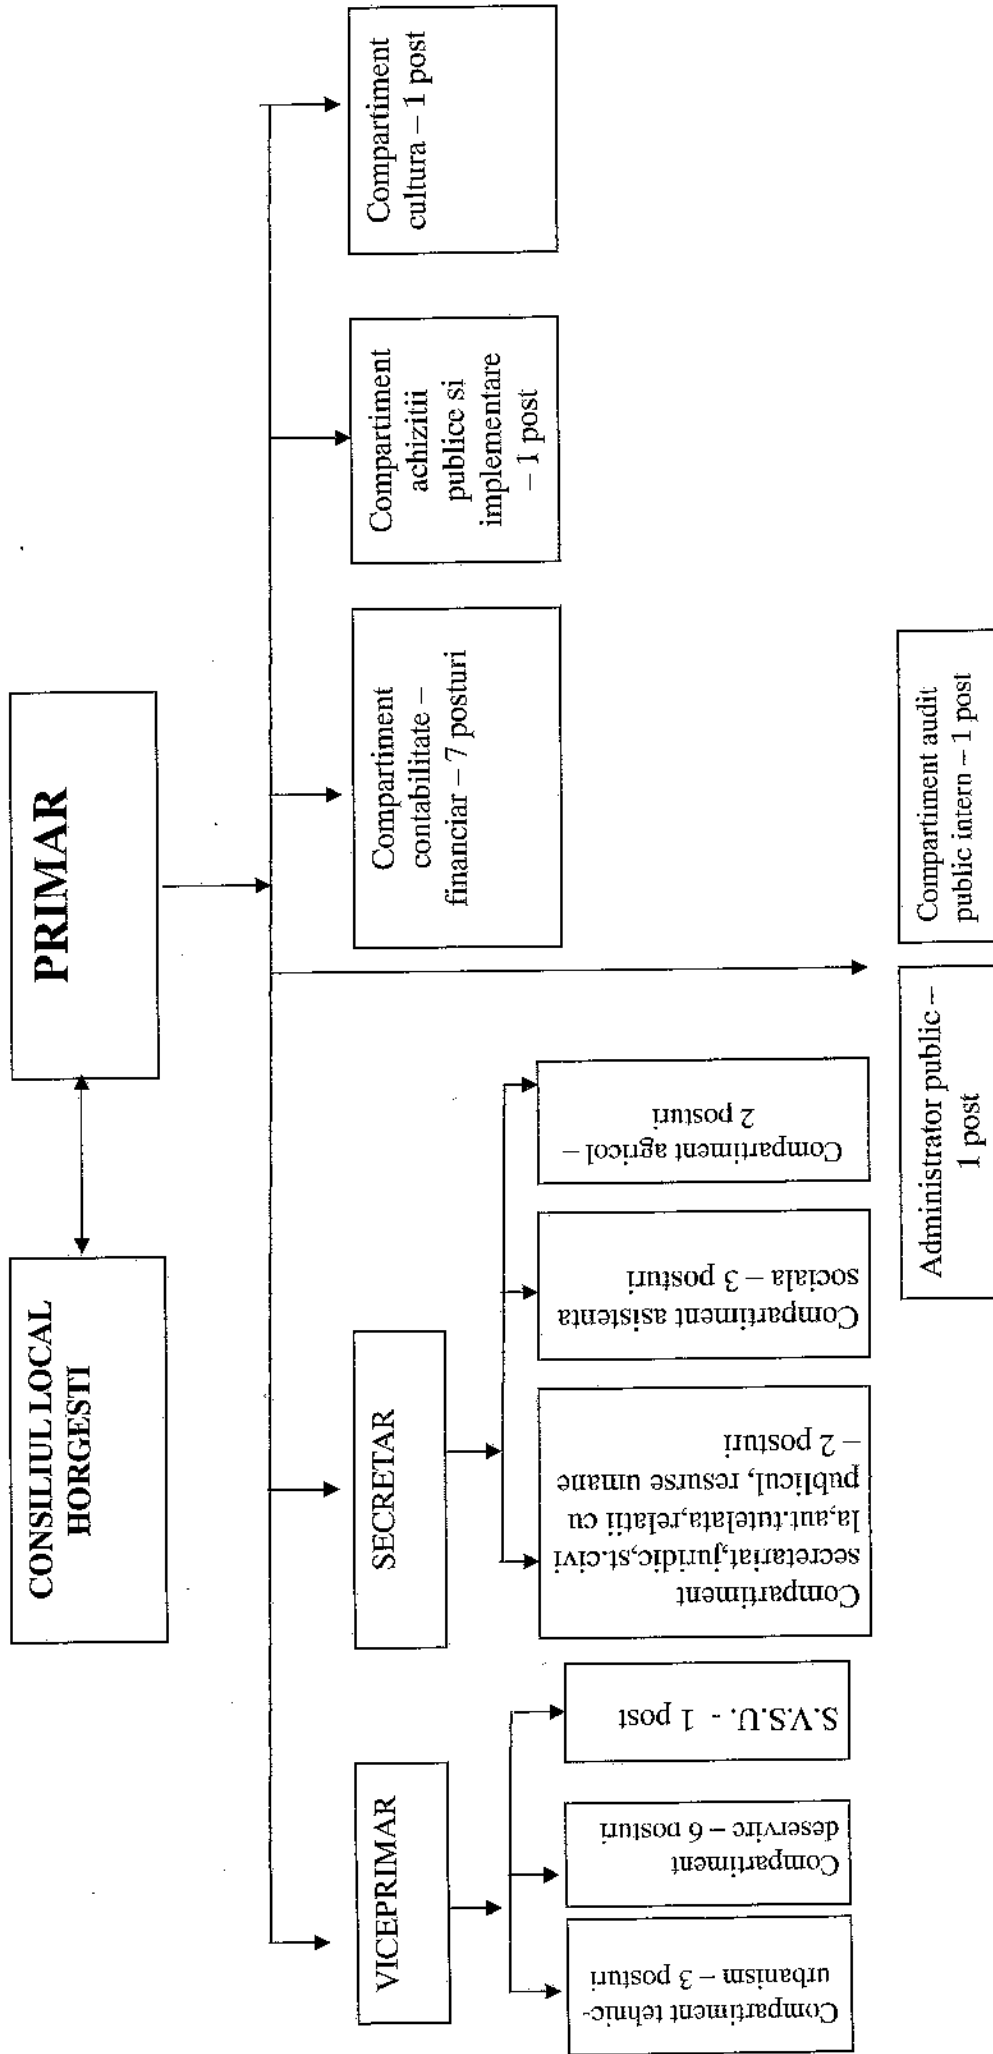 CONSILIUL LOCAL
HORGESTI
PRIMAR
VICEPRIMAR
SECRETAR
Compartiment
contabilitate –
financiar – 7 posturi
Compartiment
achizitii
publice si
implementare
– 1 post
Compartiment
cultura – 1 post
Compartiment tehnic-
urbanism – 3 posturi
Compartiment
deservire – 6 posturi
S.V.S.U. - 1 post
Compartiment
secretariat,juridic,st.civi
la,aut.tutelata,relatii cu
publicul, resurse umane
– 2 posturi
Compartiment asistenta
sociala – 3 posturi
Compartiment agricol –
2 posturi
Administrator public –
1 post
Compartiment audit
public intern – 1 post